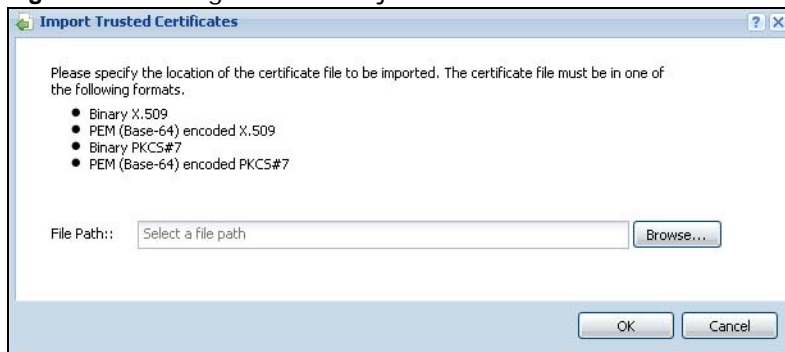 Import Trusted Certificates
Please specify the location of the certificate file to be imported. The certificate file must be in one of
the following formats.
● Binary X.509
● PEM (Base-64) encoded X.509
● Binary PKCS#7
● PEM (Base-64) encoded PKCS#7
File Path::
Select a file path
Browse...
OK
Cancel